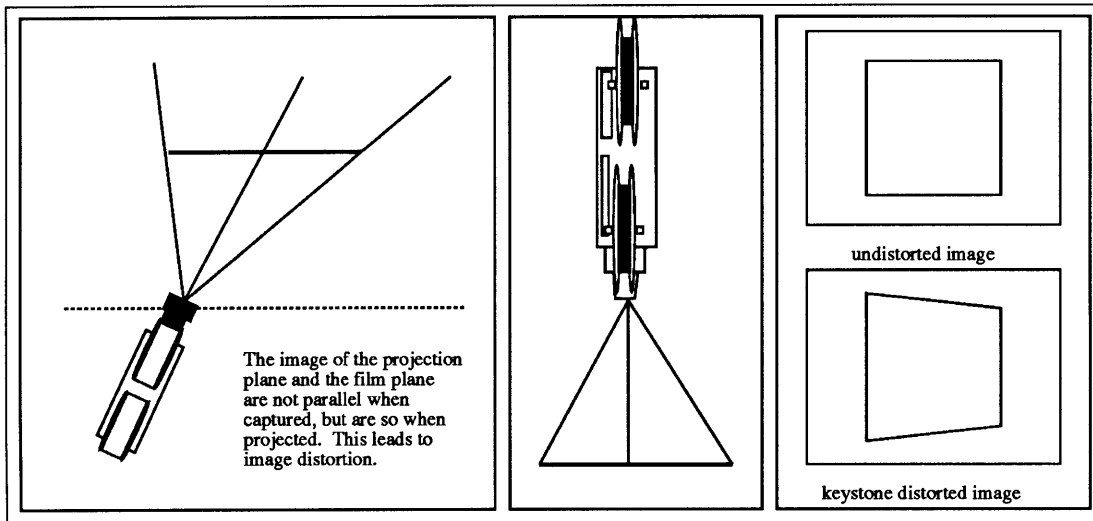 The image of the projection
plane and the film plane
are not parallel when
captured, but are so when
projected. This leads to
image distortion.
undistorted image
keystone distorted image